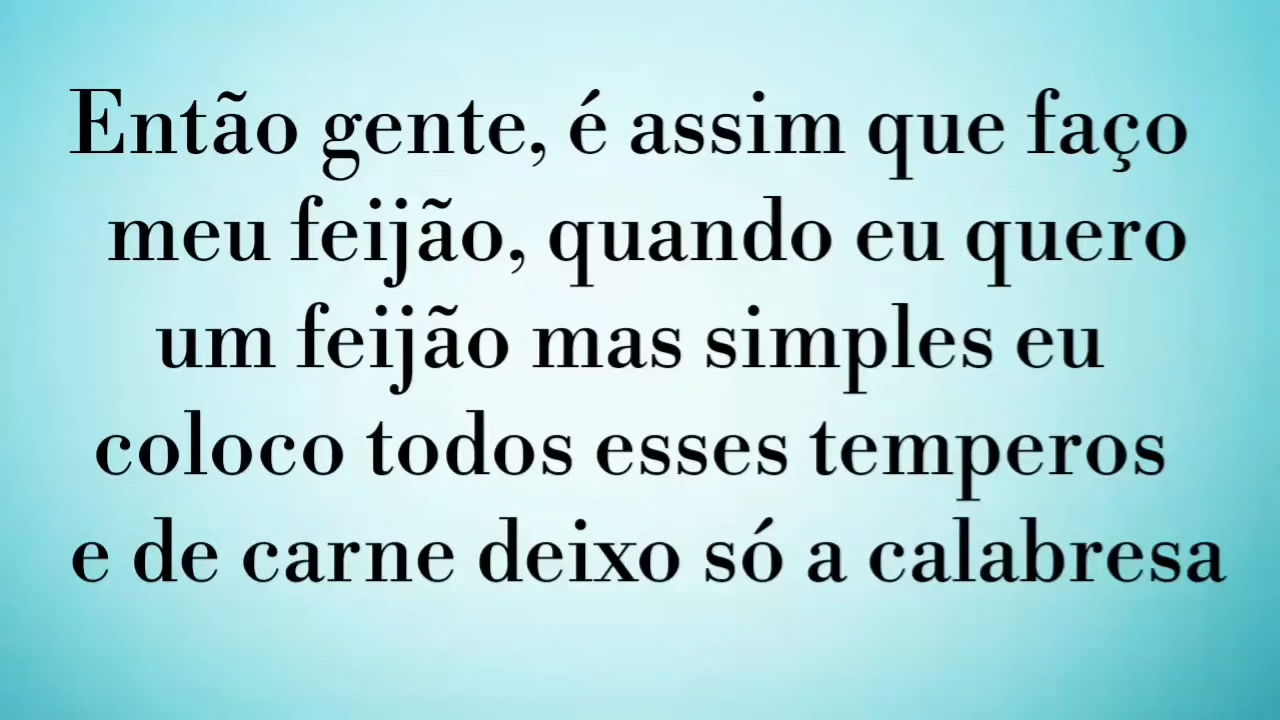 Então gente, é assim que faço
meu feijão, quando eu quero
um feijão mas simples eu
coloco todos esses temperos
e de carne deixo só a calabresa